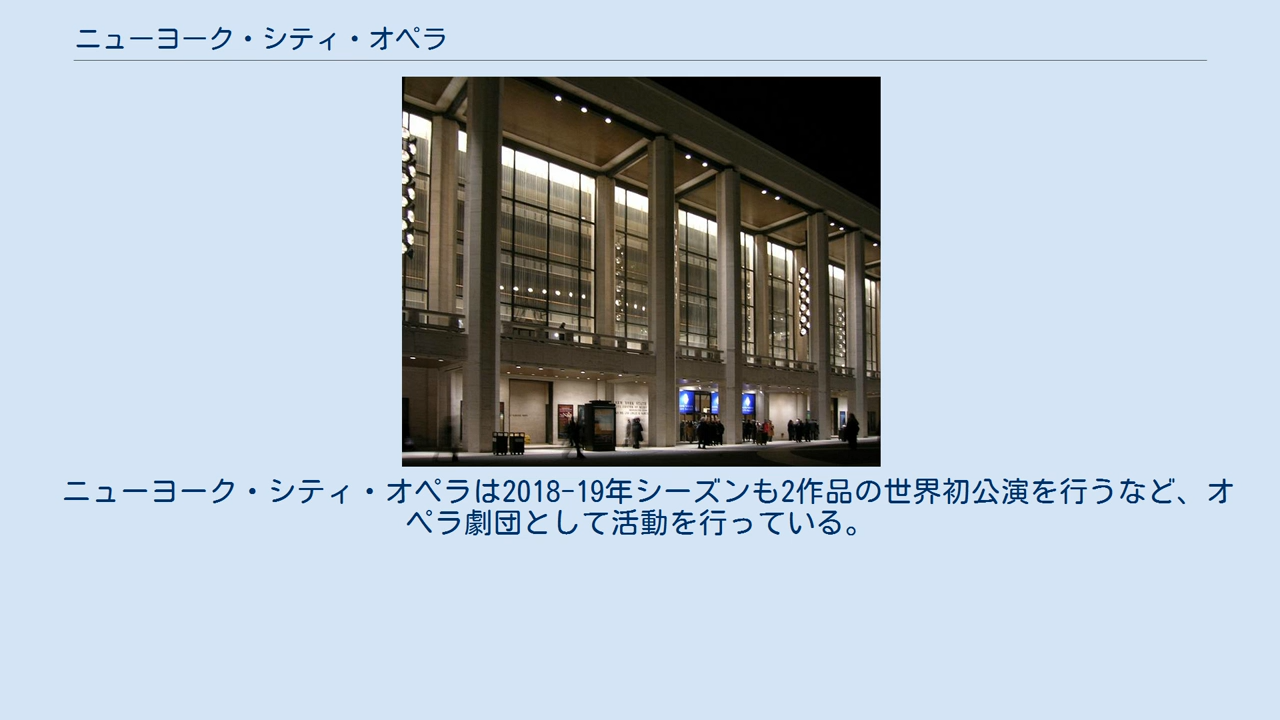 ニューヨーク・シティ・オペラ
ニューヨーク・シティ・オペラは2018-19年シーズンも2作品の世界初公演を行うなど、オ
ペラ劇団として活動を行っている。